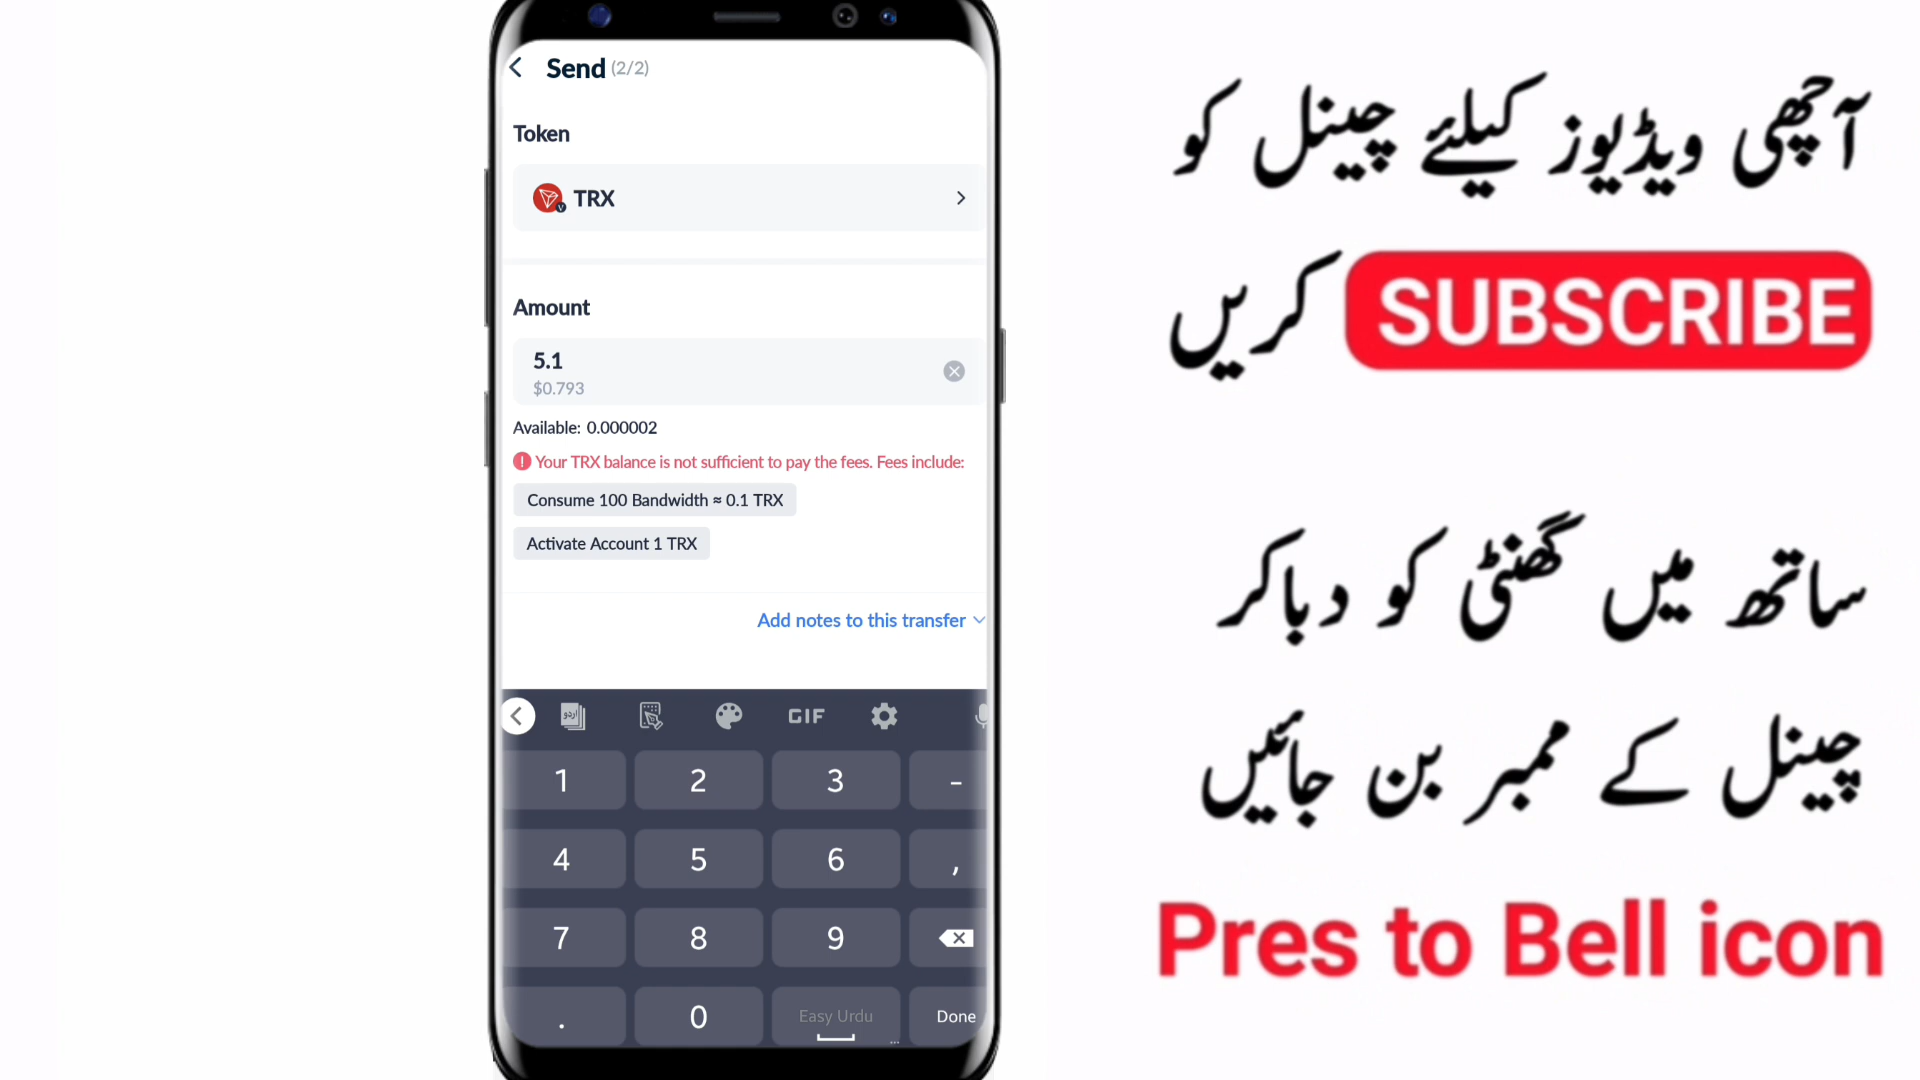 Send (2/2)
Token
TRX
Amount
5.1
$0.793
Available: 0.000002
Your TRX balance is not sufficient to pay the fees. Fees include:
Consume 100 Bandwidth ≈ 0.1 TRX
Activate Account 1 TRX
Add notes to this transfer
اردو GIF
1 2 3 -
4 5 6 ,
7 8 9
. 0 Easy Urdu Done
آچھی ویڈیوز کیلئے چینل کو
SUBSCRIBE کریں
ساتھ میں گھنٹی کو دباکر
چینل کے ممبر بن جائیں
Pres to Bell icon